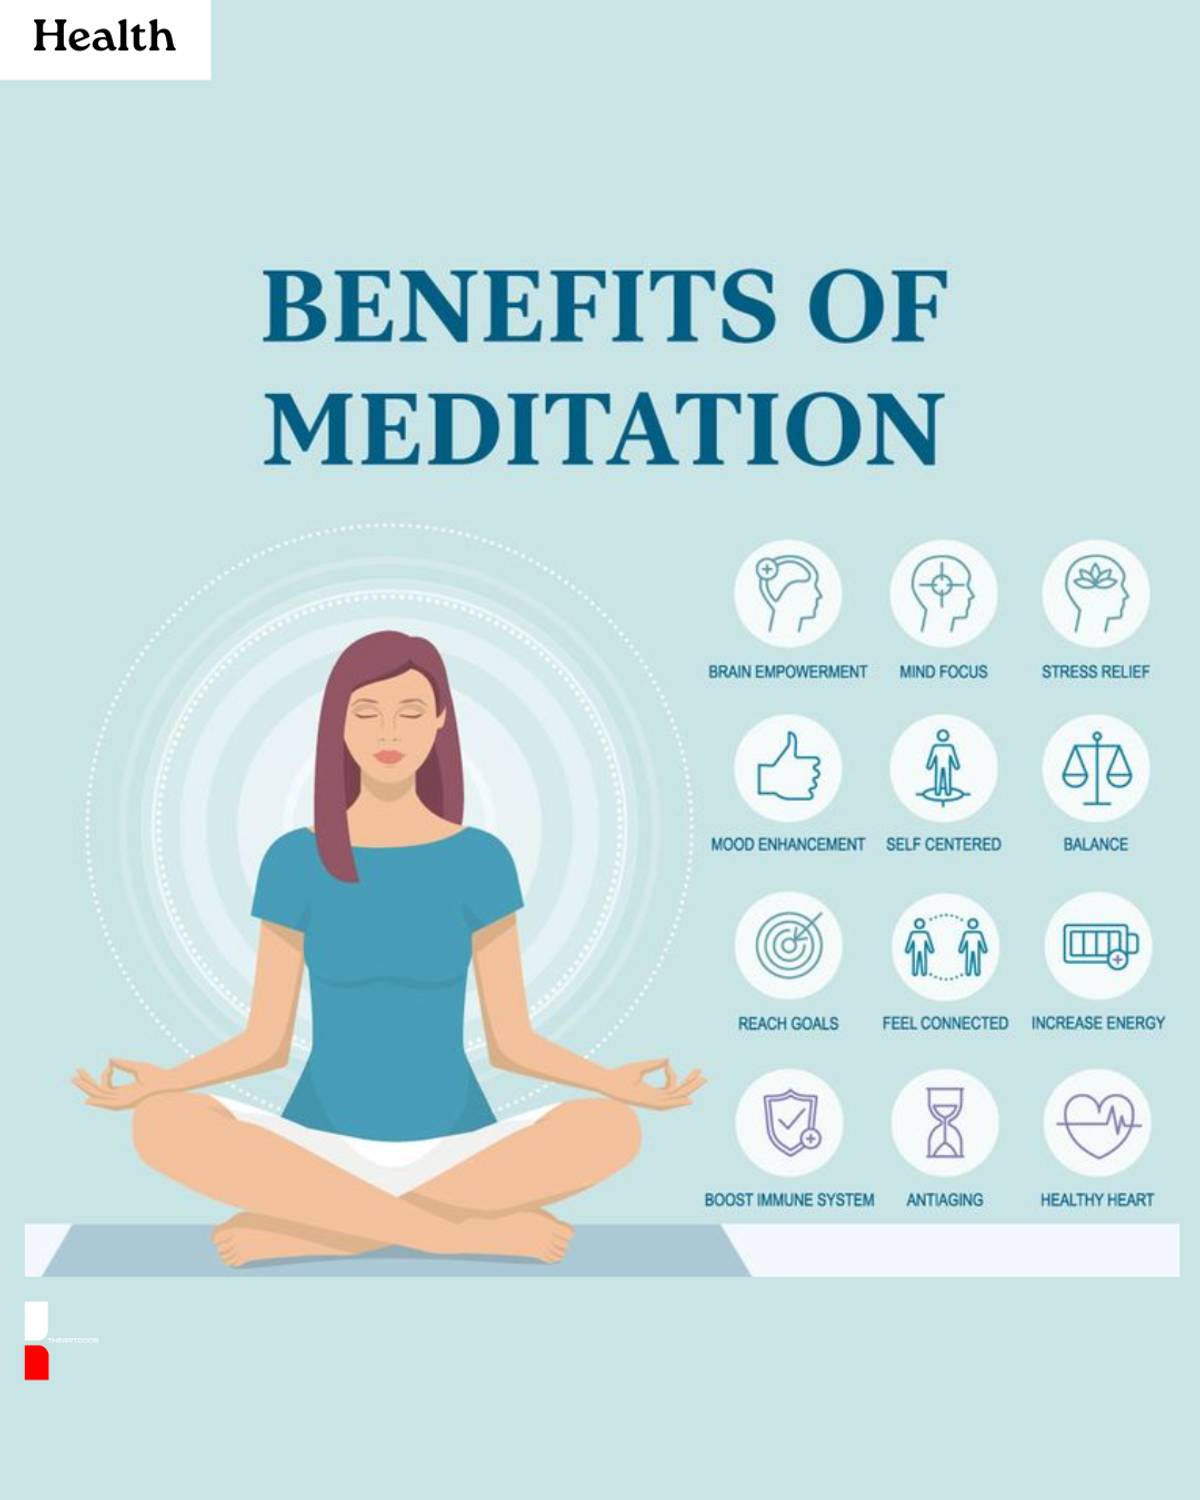 Health
BENEFITS OF
MEDITATION
BRAIN EMPOWERMENT
MIND FOCUS
STRESS RELIEF
MOOD ENHANCEMENT
SELF CENTERED
BALANCE
REACH GOALS
FEEL CONNECTED
INCREASE ENERGY
BOOST IMMUNE SYSTEM
ANTIAGING
HEALTHY HEART